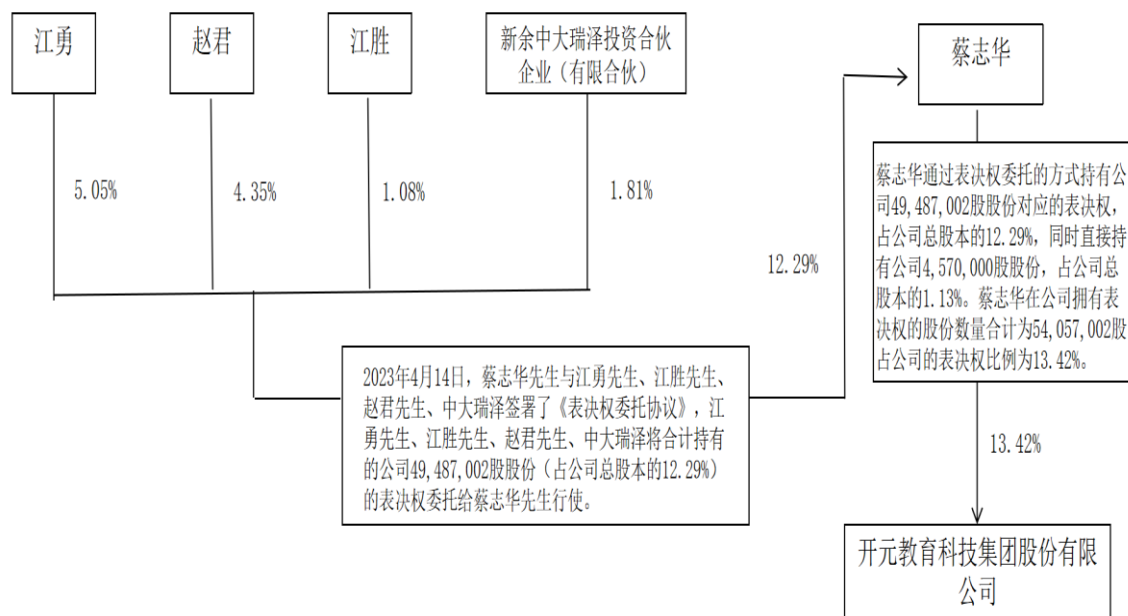 江勇
赵君
江胜
新余中大瑞泽投资合伙
企业（有限合伙）
蔡志华
5.05%
4.35%
1.08%
1.81%
12.29%
蔡志华通过表决权委托的方式持有公
司49,487,002股股份对应的表决权，
占公司总股本的12.29%，同时直接持
有公司4,570,000股股份，占公司总
股本的1.13%。蔡志华在公司拥有表
决权的股份数量合计为54,057,002股
占公司的表决权比例为13.42%。
2023年4月14日，蔡志华先生与江勇先生、江胜先生、
赵君先生、中大瑞泽签署了《表决权委托协议》，江
勇先生、江胜先生、赵君先生、中大瑞泽将合计持有
的公司49,487,002股股份（占公司总股本的12.29%）
的表决权委托给蔡志华先生行使。
13.42%
开元教育科技集团股份有限
公司